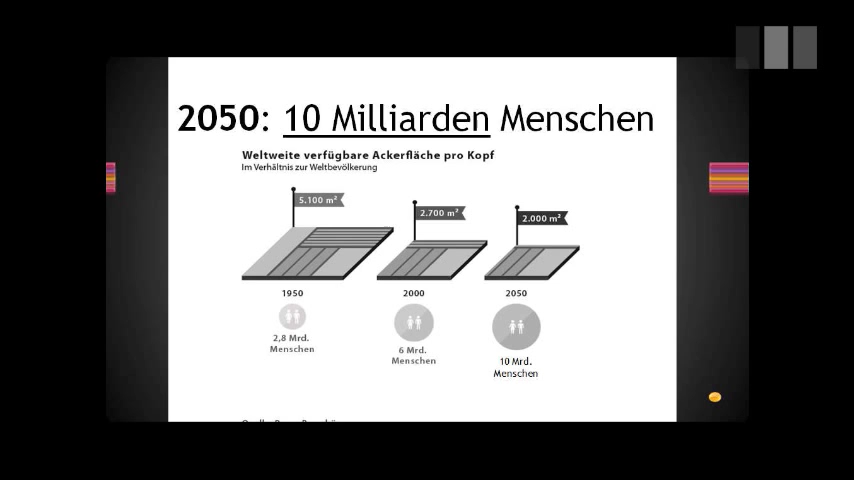 2050: 10 Milliarden Menschen
Weltweite verfügbare Ackerfläche pro Kopf
Im Verhältnis zur Weltbevölkerung
5.100 m²
2.700 m²
2.000 m²
1950
2000
2050
2,8 Mrd.
Menschen
6 Mrd.
Menschen
10 Mrd.
Menschen